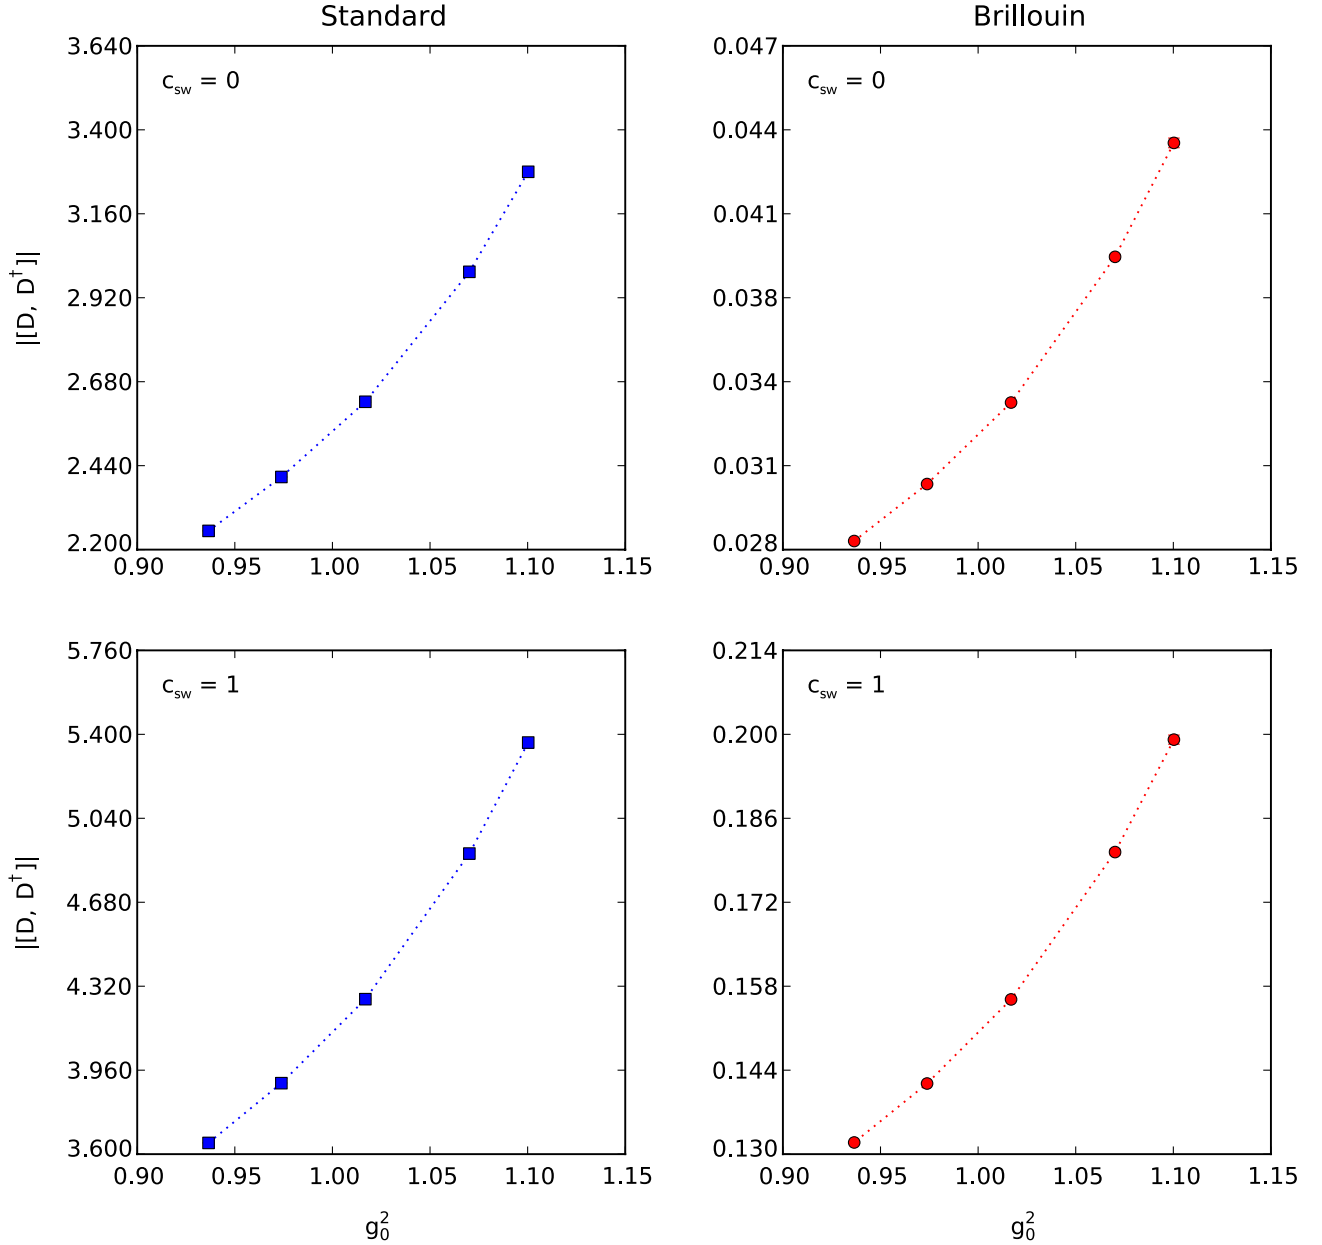 Standard
Brillouin
c_sw = 0
3.640
3.400
3.160
2.920
2.680
2.440
2.200
|[D, D†]|
0.90 0.95 1.00 1.05 1.10 1.15
c_sw = 0
0.047
0.044
0.041
0.038
0.034
0.031
0.028
0.90 0.95 1.00 1.05 1.10 1.15
c_sw = 1
5.760
5.400
5.040
4.680
4.320
3.960
3.600
|[D, D†]|
0.90 0.95 1.00 1.05 1.10 1.15
g₀²
c_sw = 1
0.214
0.200
0.186
0.172
0.158
0.144
0.130
0.90 0.95 1.00 1.05 1.10 1.15
g₀²